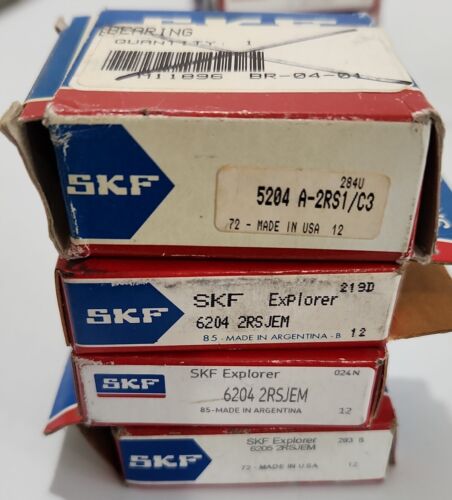 SKF
BEARING
QUANTITY: 1
M11896 BR-04-01
SKF
284U
5204 A-2RS1/C3
72 - MADE IN USA 12
SKF
219D
SKF Explorer
6204 2RSJEM
85-MADE IN ARGENTINA - B 12
SKF
SKF Explorer 024N
6204 2RSJEM
85-MADE IN ARGENTINA 12
SKF
SKF Explorer
6205 2RSJEM
72 - MADE IN U.S.A 12